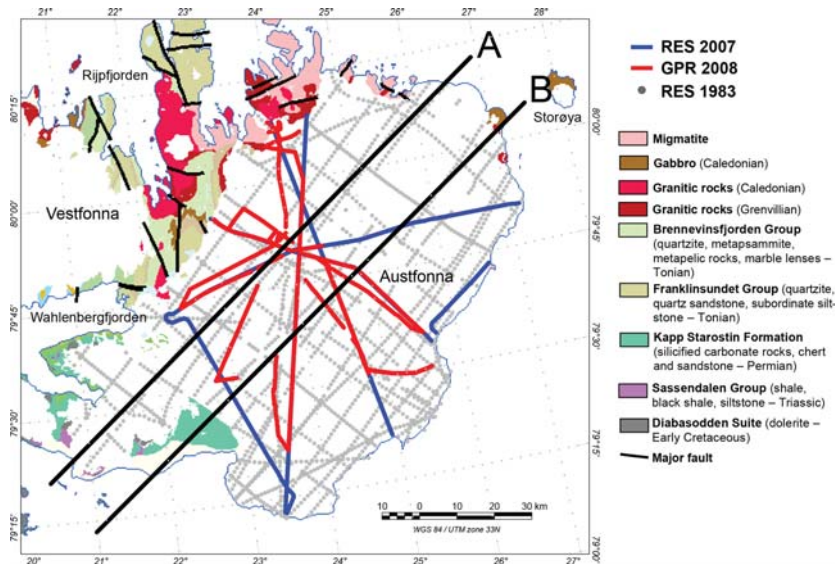 22°
23°
24°
25°
26°
27°
28°
A
B
Rijpfjorden
80°15'
80°00'
Vestfonna
79°45'
Wahlenbergfjorden
79°30'
79°15'
Austfonna
Storøya
80°00'
79°45'
79°30'
79°15'
79°00'
20°
21°
22°
23°
24°
25°
26°
27°
10 0 10 20 30 km
WGS 84 / UTM zone 33N
RES 2007
GPR 2008
RES 1983
Migmatite
Gabbro (Caledonian)
Granitic rocks (Caledonian)
Granitic rocks (Grenvillian)
Brennevinsfjorden Group
(quartzite, metapsammite,
metapelic rocks, marble lenses –
Tonian)
Franklinsundet Group (quartzite,
quartz sandstone, subordinate silt-
stone – Tonian)
Kapp Starostin Formation
(silicified carbonate rocks, chert
and sandstone – Permian)
Sassendalen Group (shale,
black shale, siltstone – Triassic)
Diabasodden Suite (dolerite –
Early Cretaceous)
Major fault